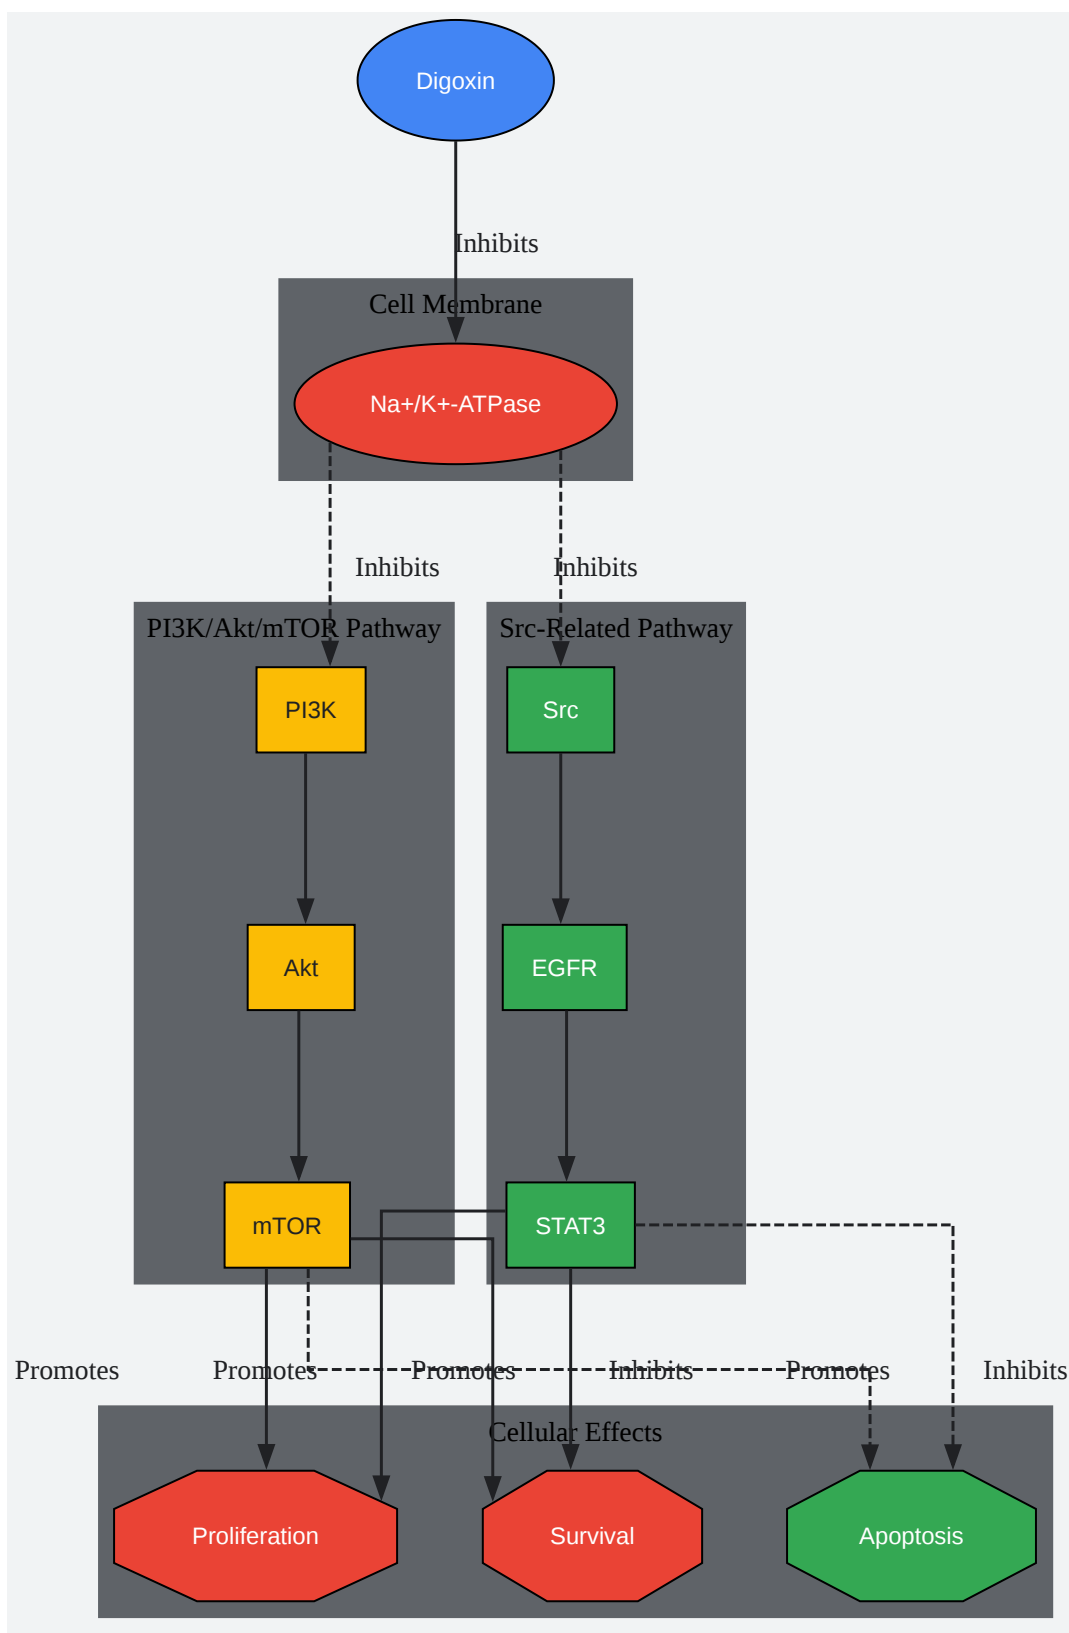 Digoxin
Inhibits
Cell Membrane
Na+/K+-ATPase
Inhibits
Inhibits
PI3K/Akt/mTOR Pathway
Src-Related Pathway
PI3K
Src
Akt
EGFR
mTOR
STAT3
Promotes
Promotes
Promotes
Inhibits
Promotes
Inhibits
Cellular Effects
Proliferation
Survival
Apoptosis